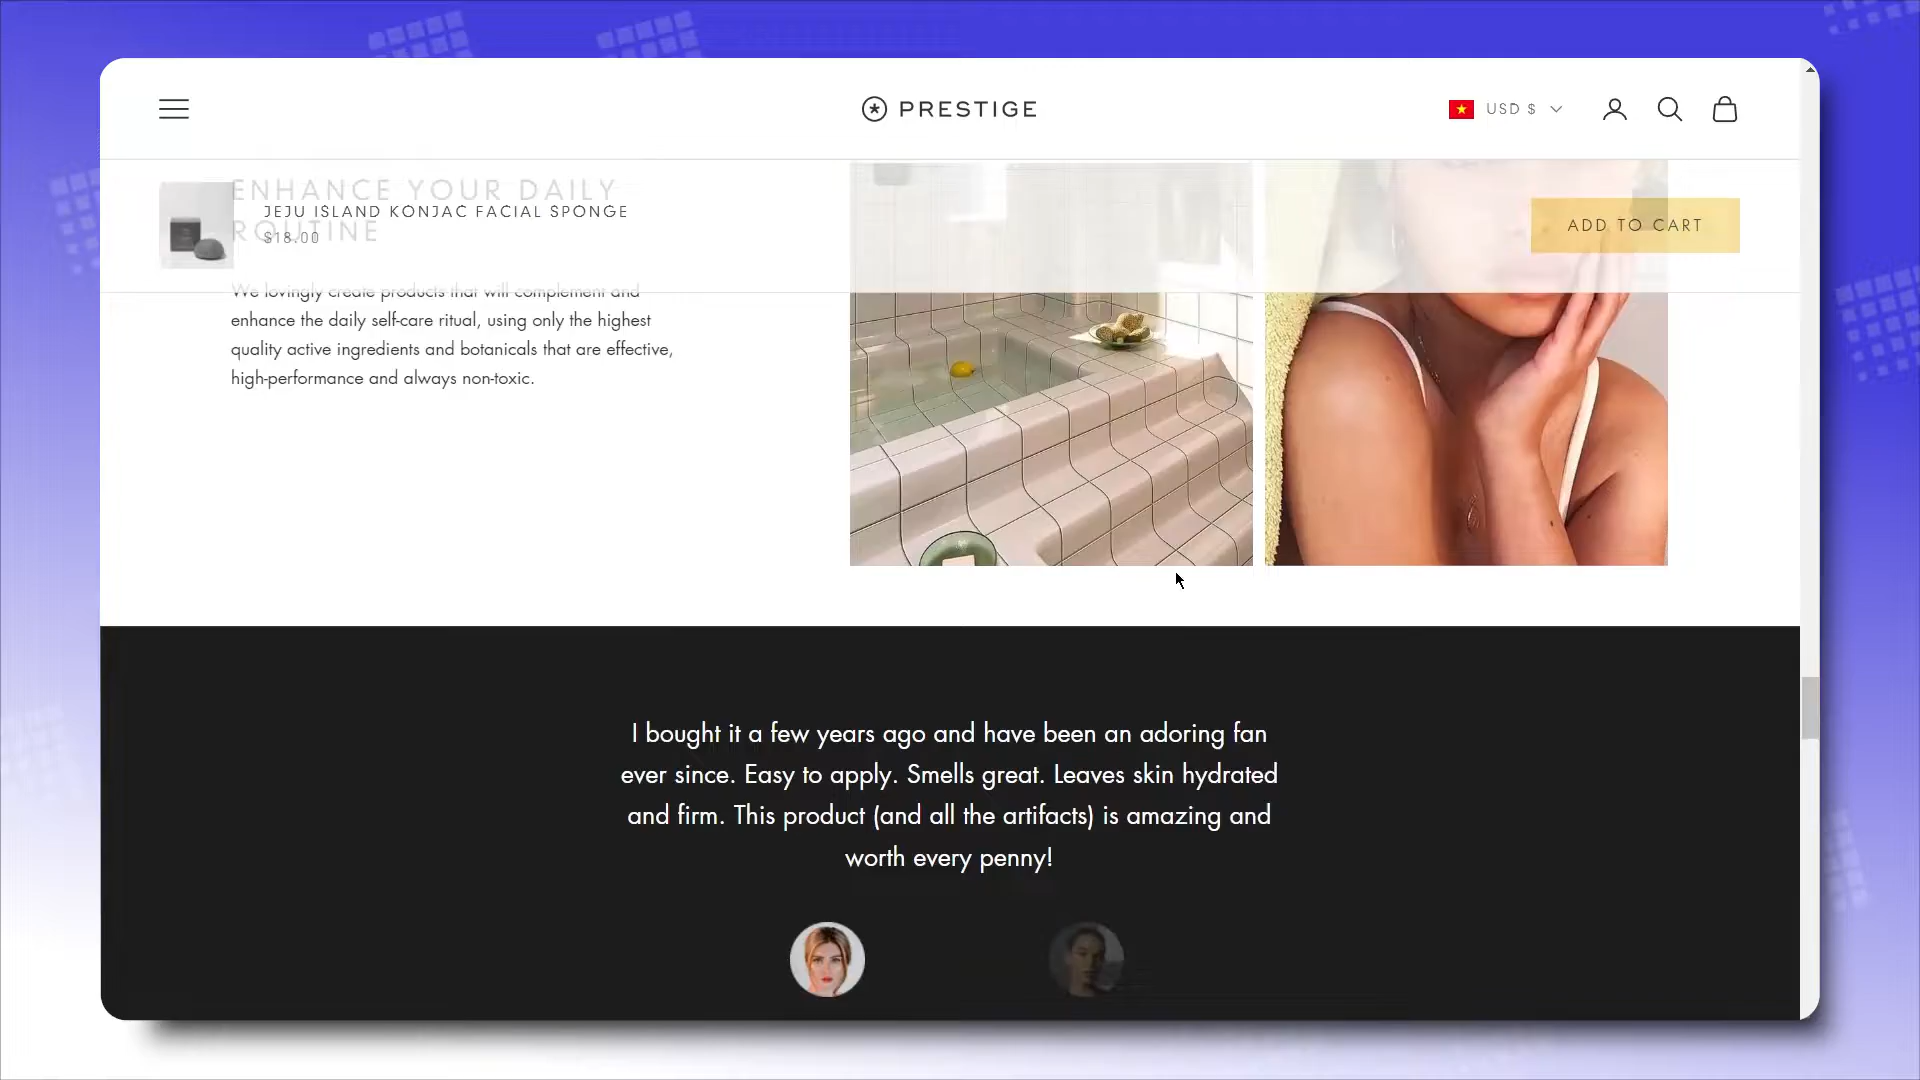 PRESTIGE
USD $
ENHANCE YOUR DAILY
ROUTINE
JEJU ISLAND KONJAC FACIAL SPONGE
$18.00
ADD TO CART
We lovingly create products that will complement and
enhance the daily self-care ritual, using only the highest
quality active ingredients and botanicals that are effective,
high-performance and always non-toxic.
I bought it a few years ago and have been an adoring fan
ever since. Easy to apply. Smells great. Leaves skin hydrated
and firm. This product (and all the artifacts) is amazing and
worth every penny!